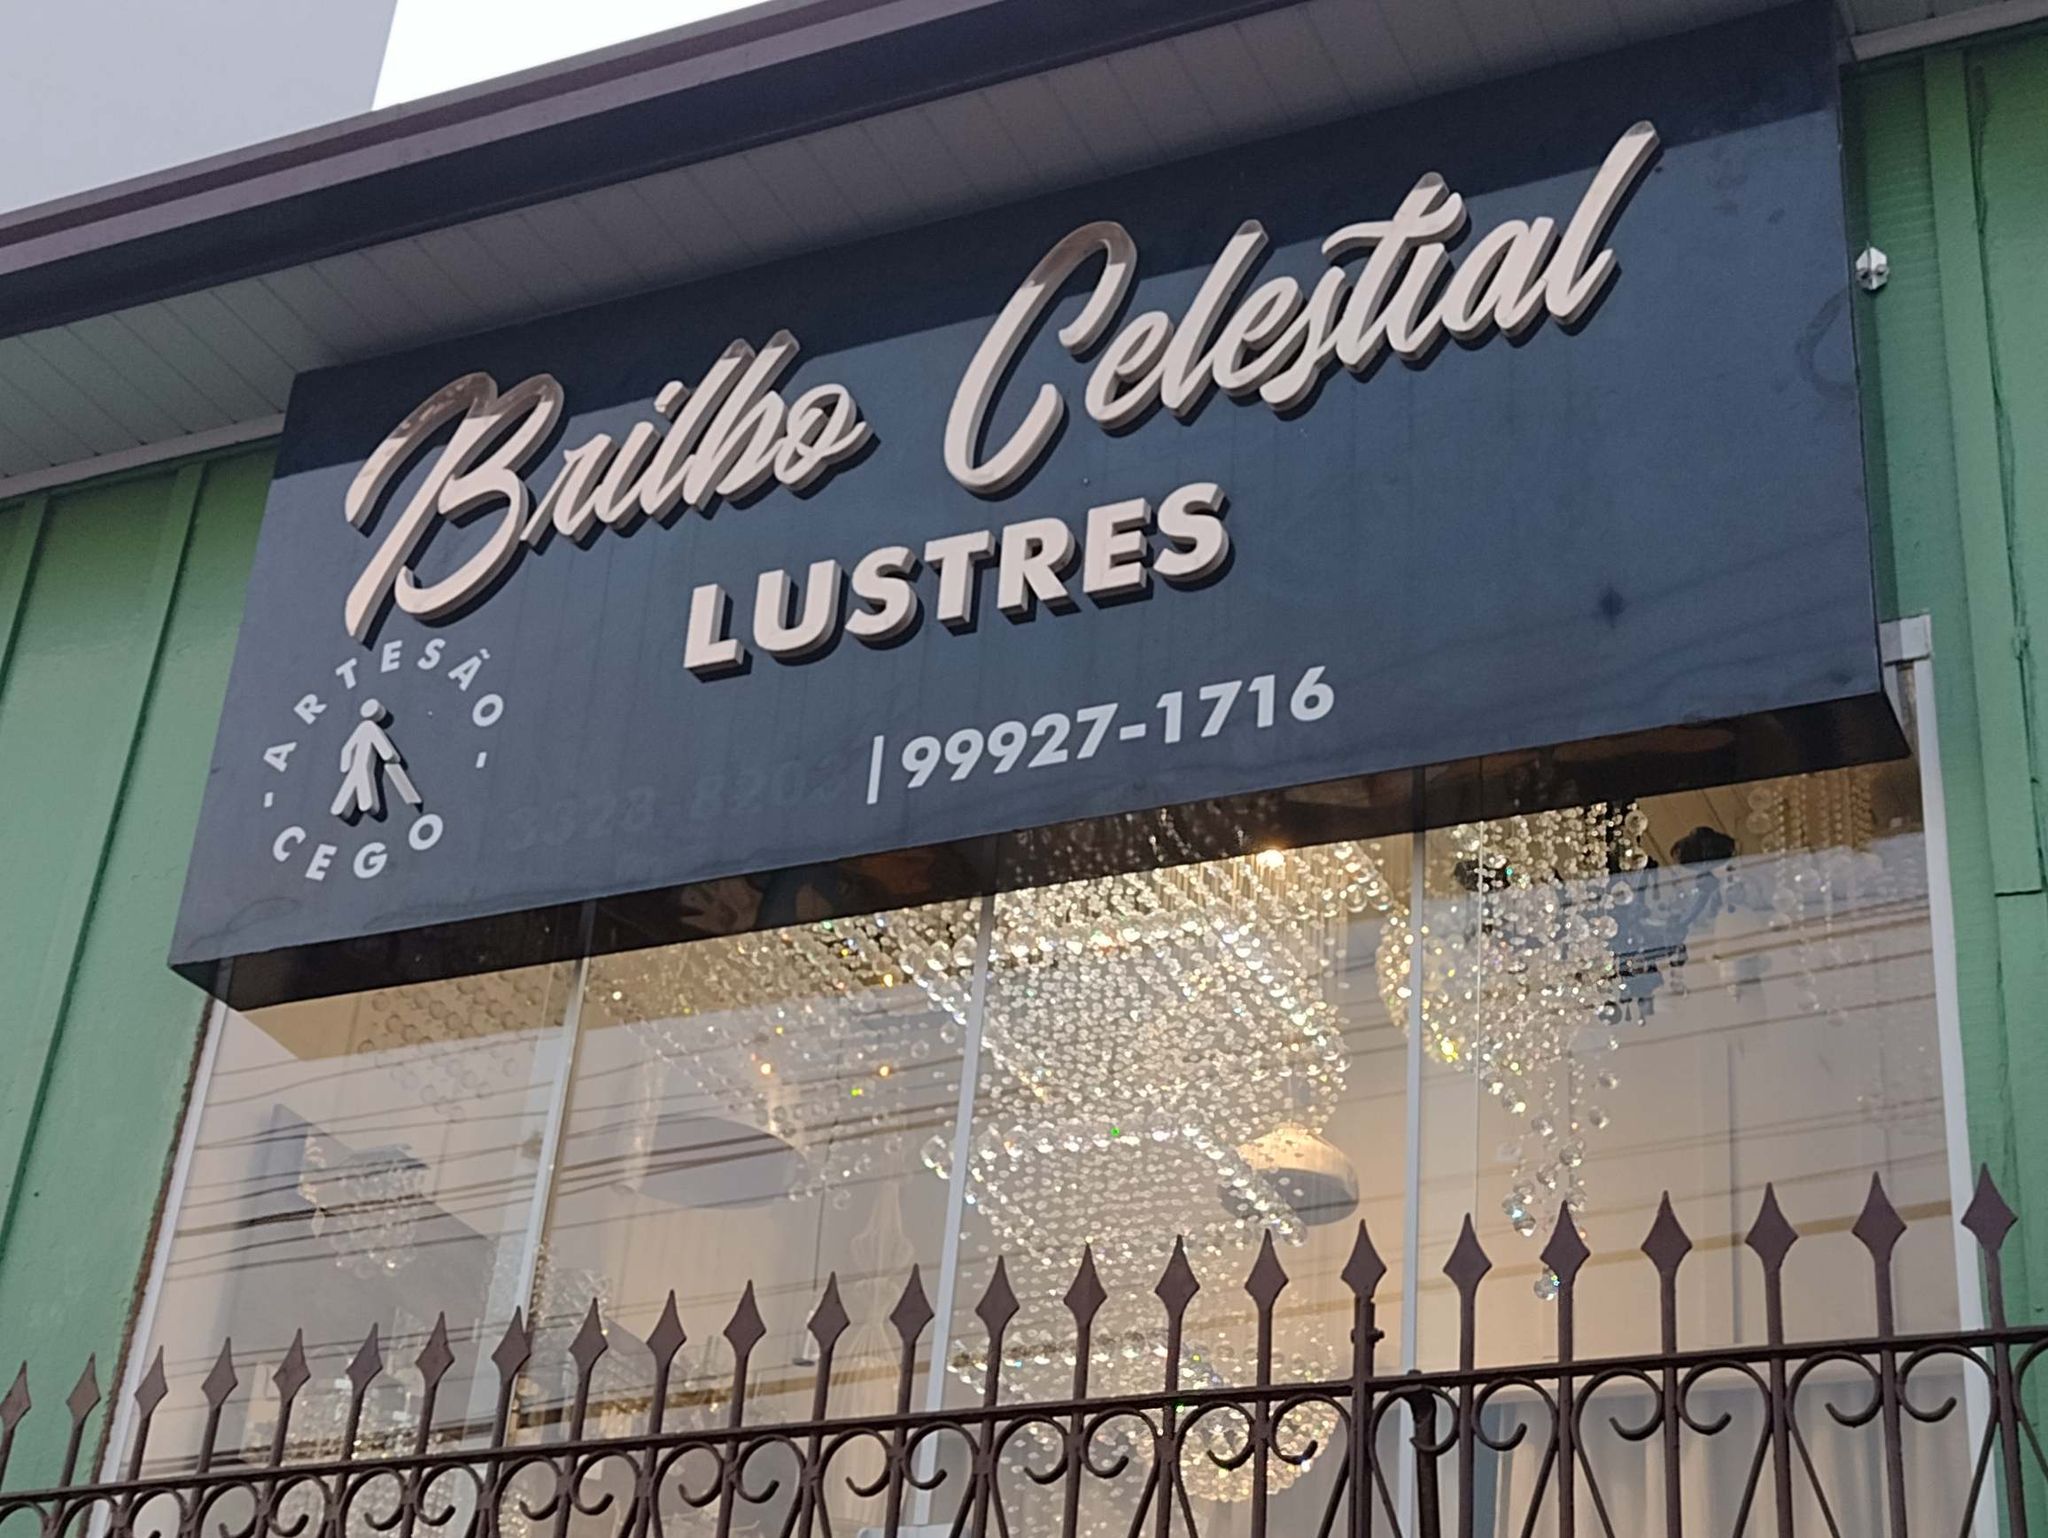 Brilho Celestial
LUSTRES
-ARTESÃO-
CEGO
|99927-1716